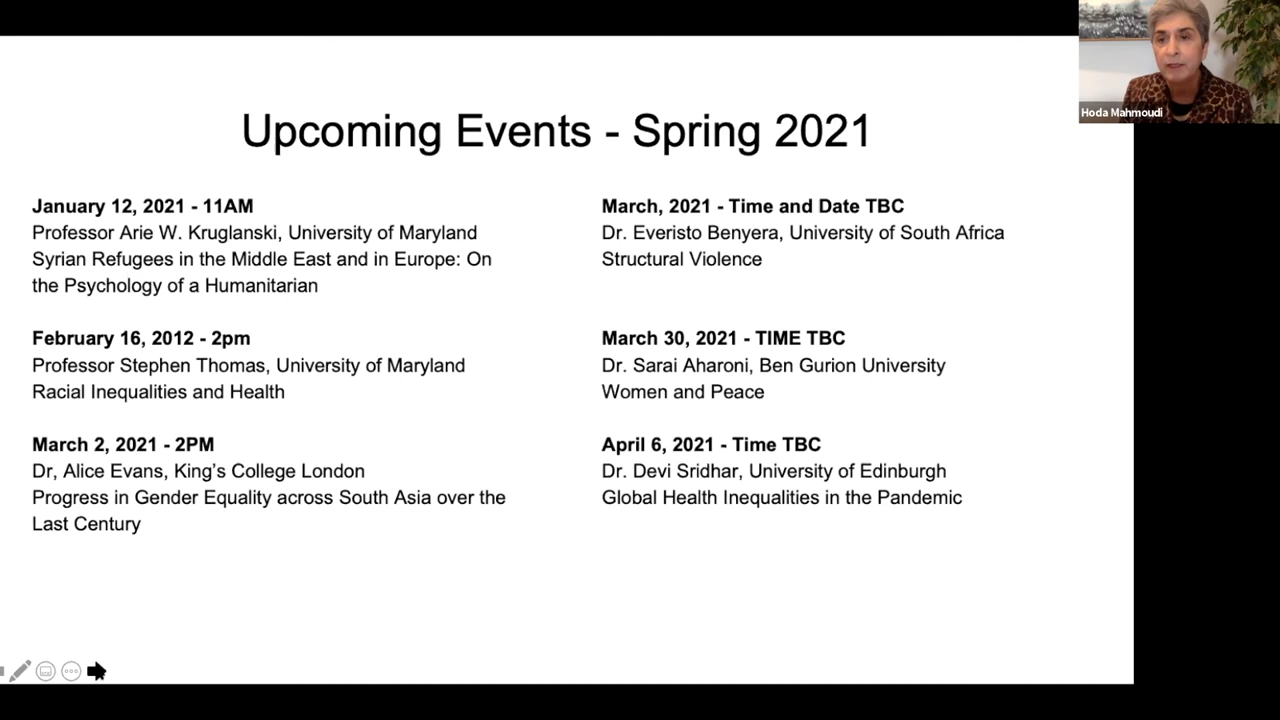 Upcoming Events - Spring 2021
January 12, 2021 - 11AM
Professor Arie W. Kruglanski, University of Maryland
Syrian Refugees in the Middle East and in Europe: On
the Psychology of a Humanitarian
February 16, 2012 - 2pm
Professor Stephen Thomas, University of Maryland
Racial Inequalities and Health
March 2, 2021 - 2PM
Dr, Alice Evans, King’s College London
Progress in Gender Equality across South Asia over the
Last Century
March, 2021 - Time and Date TBC
Dr. Everisto Benyera, University of South Africa
Structural Violence
March 30, 2021 - TIME TBC
Dr. Sarai Aharoni, Ben Gurion University
Women and Peace
April 6, 2021 - Time TBC
Dr. Devi Sridhar, University of Edinburgh
Global Health Inequalities in the Pandemic
Hoda Mahmoudi